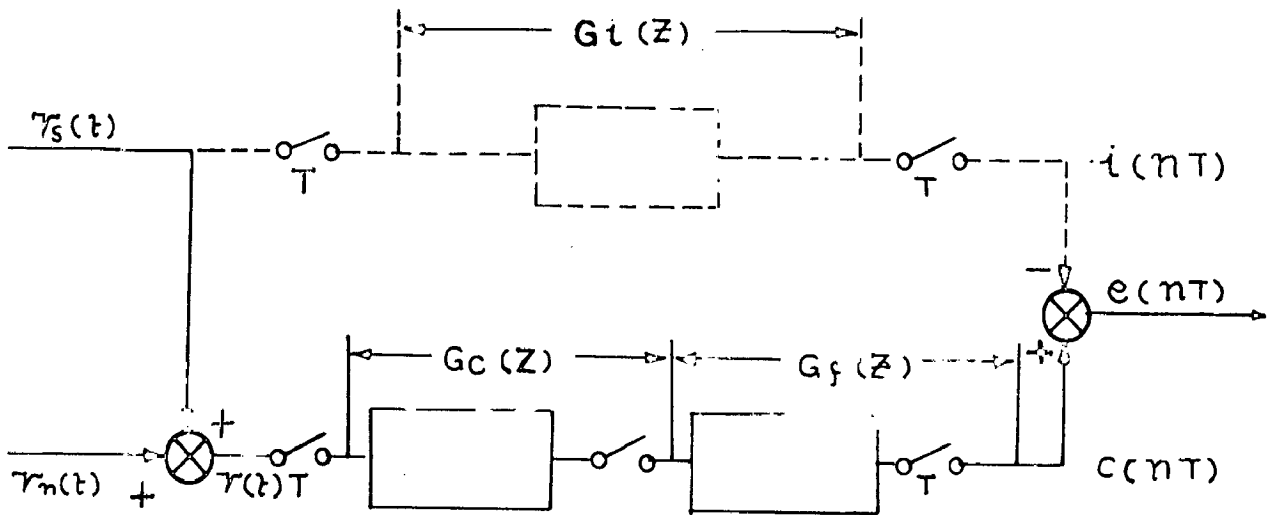 Gi(Z)
rs(t)
T
T
i(nT)
−
e(nT)
+
Gc(Z)
Gf(Z)
+
rn(t)
+
r(t)
T
T
c(nT)